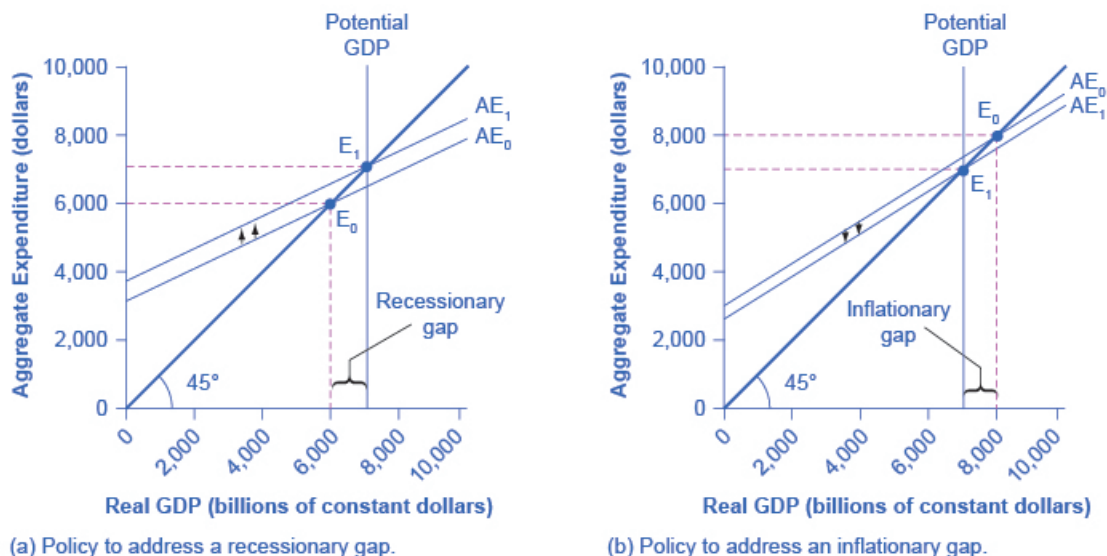 Potential
GDP
Aggregate Expenditure (dollars)
10,000
8,000
6,000
4,000
2,000
0
AE1
AE0
E1
E0
Recessionary
gap
45°
0
2,000
4,000
6,000
8,000
10,000
Real GDP (billions of constant dollars)
(a) Policy to address a recessionary gap.
Potential
GDP
Aggregate Expenditure (dollars)
10,000
8,000
6,000
4,000
2,000
0
AE0
AE1
E0
E1
Inflationary
gap
45°
0
2,000
4,000
6,000
8,000
10,000
Real GDP (billions of constant dollars)
(b) Policy to address an inflationary gap.